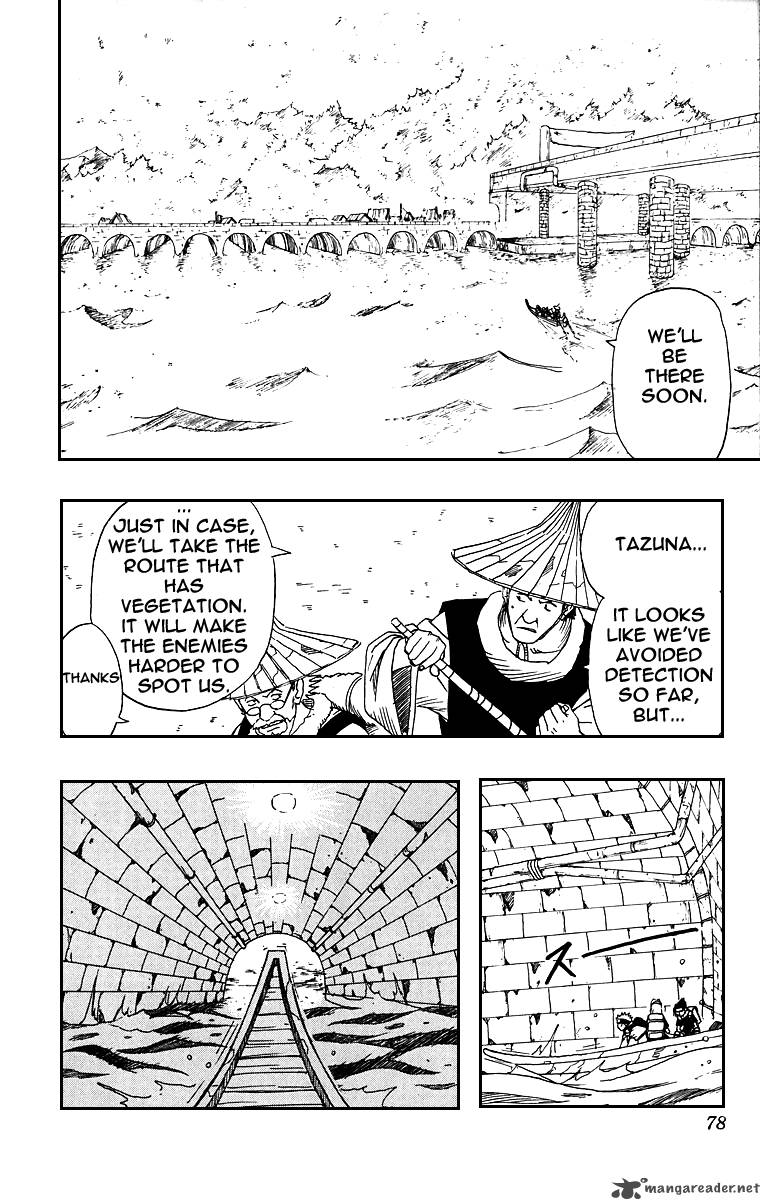 WE'LL
BE
THERE
SOON.
TAZUNA...
IT LOOKS
LIKE WE'VE
AVOIDED
DETECTION
SO FAR,
BUT...
...
JUST IN CASE,
WE'LL TAKE THE
ROUTE THAT
HAS
VEGETATION.
IT WILL MAKE
THE ENEMIES
HARDER TO
SPOT US.
THANKS
スー
78
mangareader.net